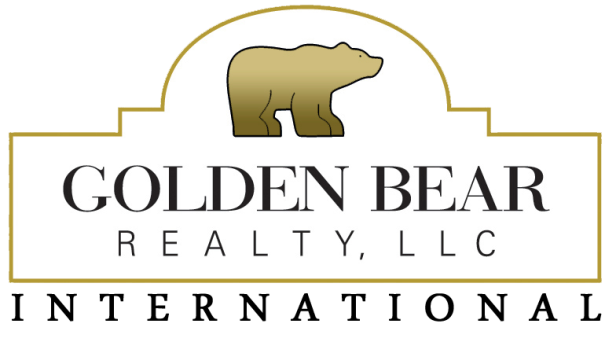 GOLDEN BEAR
REALTY, LLC
INTERNATIONAL